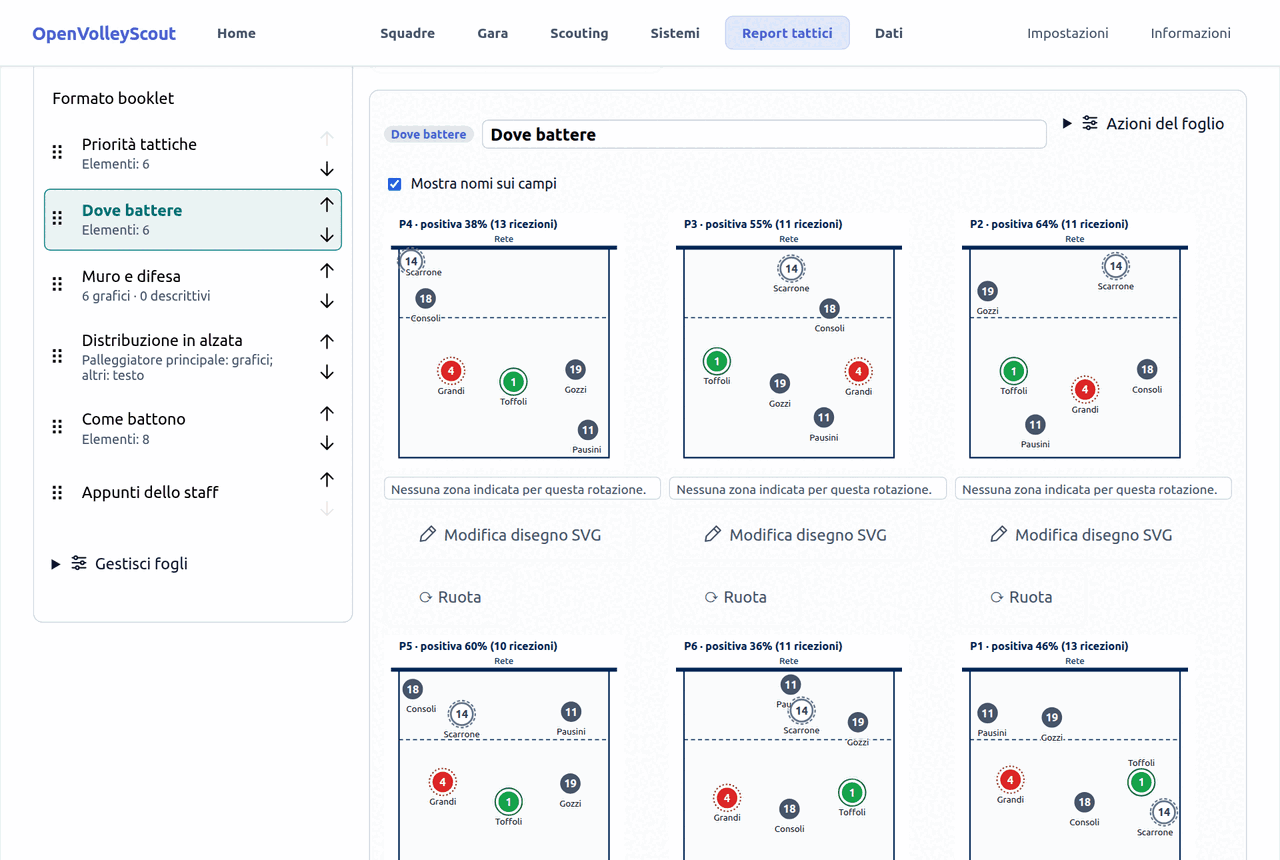 OpenVolleyScout
Home
Squadre
Gara
Scouting
Sistemi
Report tattici
Dati
Impostazioni
Informazioni
Formato booklet
Priorità tattiche
Elementi: 6
Dove battere
Elementi: 6
Muro e difesa
6 grafici · 0 descrittivi
Distribuzione in alzata
Palleggiatore principale: grafici;
altri: testo
Come battono
Elementi: 8
Appunti dello staff
Gestisci fogli
Dove battere
Dove battere
Azioni del foglio
Mostra nomi sui campi
P4 · positiva 38% (13 ricezioni)
Rete
14
Scarrone
18
Consoli
4
Grandi
1
Toffoli
19
Gozzi
11
Pausini
Nessuna zona indicata per questa rotazione.
Modifica disegno SVG
Ruota
P3 · positiva 55% (11 ricezioni)
Rete
14
Scarrone
18
Consoli
1
Toffoli
19
Gozzi
4
Grandi
11
Pausini
Nessuna zona indicata per questa rotazione.
Modifica disegno SVG
Ruota
P2 · positiva 64% (11 ricezioni)
Rete
14
Scarrone
19
Gozzi
1
Toffoli
4
Grandi
18
Consoli
11
Pausini
Nessuna zona indicata per questa rotazione.
Modifica disegno SVG
Ruota
P5 · positiva 60% (10 ricezioni)
Rete
18
Consoli
14
Scarrone
11
Pausini
4
Grandi
1
Toffoli
19
Gozzi
P6 · positiva 36% (11 ricezioni)
Rete
11
14
Scarrone
19
Gozzi
4
Grandi
18
Consoli
1
Toffoli
P1 · positiva 46% (13 ricezioni)
Rete
11
Pausini
19
Gozzi
Toffoli
1
4
Grandi
18
Consoli
14
Scarrone